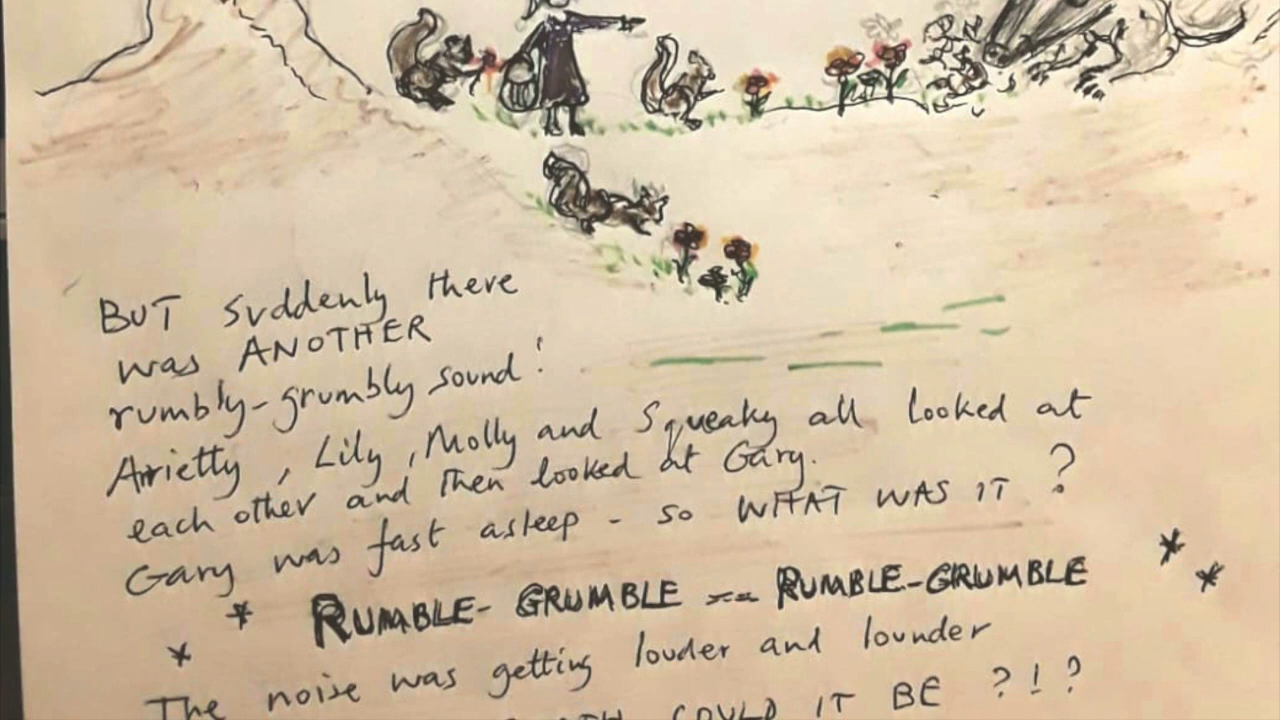 BUT suddenly there
was ANOTHER
rumbly-grumbly sound!
Arrietty, Lily, Molly and Squeaky all looked at
each other and then looked at Gary.
Gary was fast asleep - so WHAT WAS IT ?
* RUMBLE- GRUMBLE -- RUMBLE-GRUMBLE * *
* The noise was getting louder and lounder
COULD IT BE ?!?